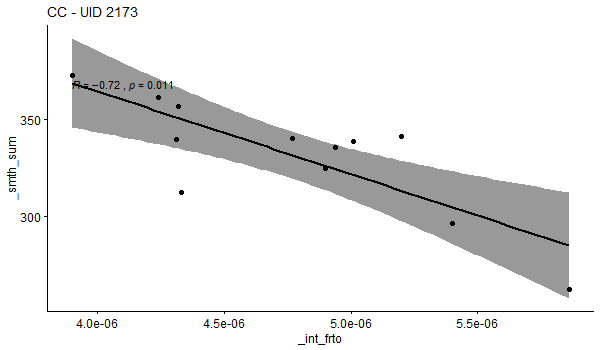 CC - UID 2173
R = −0.72 , p = 0.011
350
300
_smth_sum
4.0e-06 4.5e-06 5.0e-06 5.5e-06
_int_frto